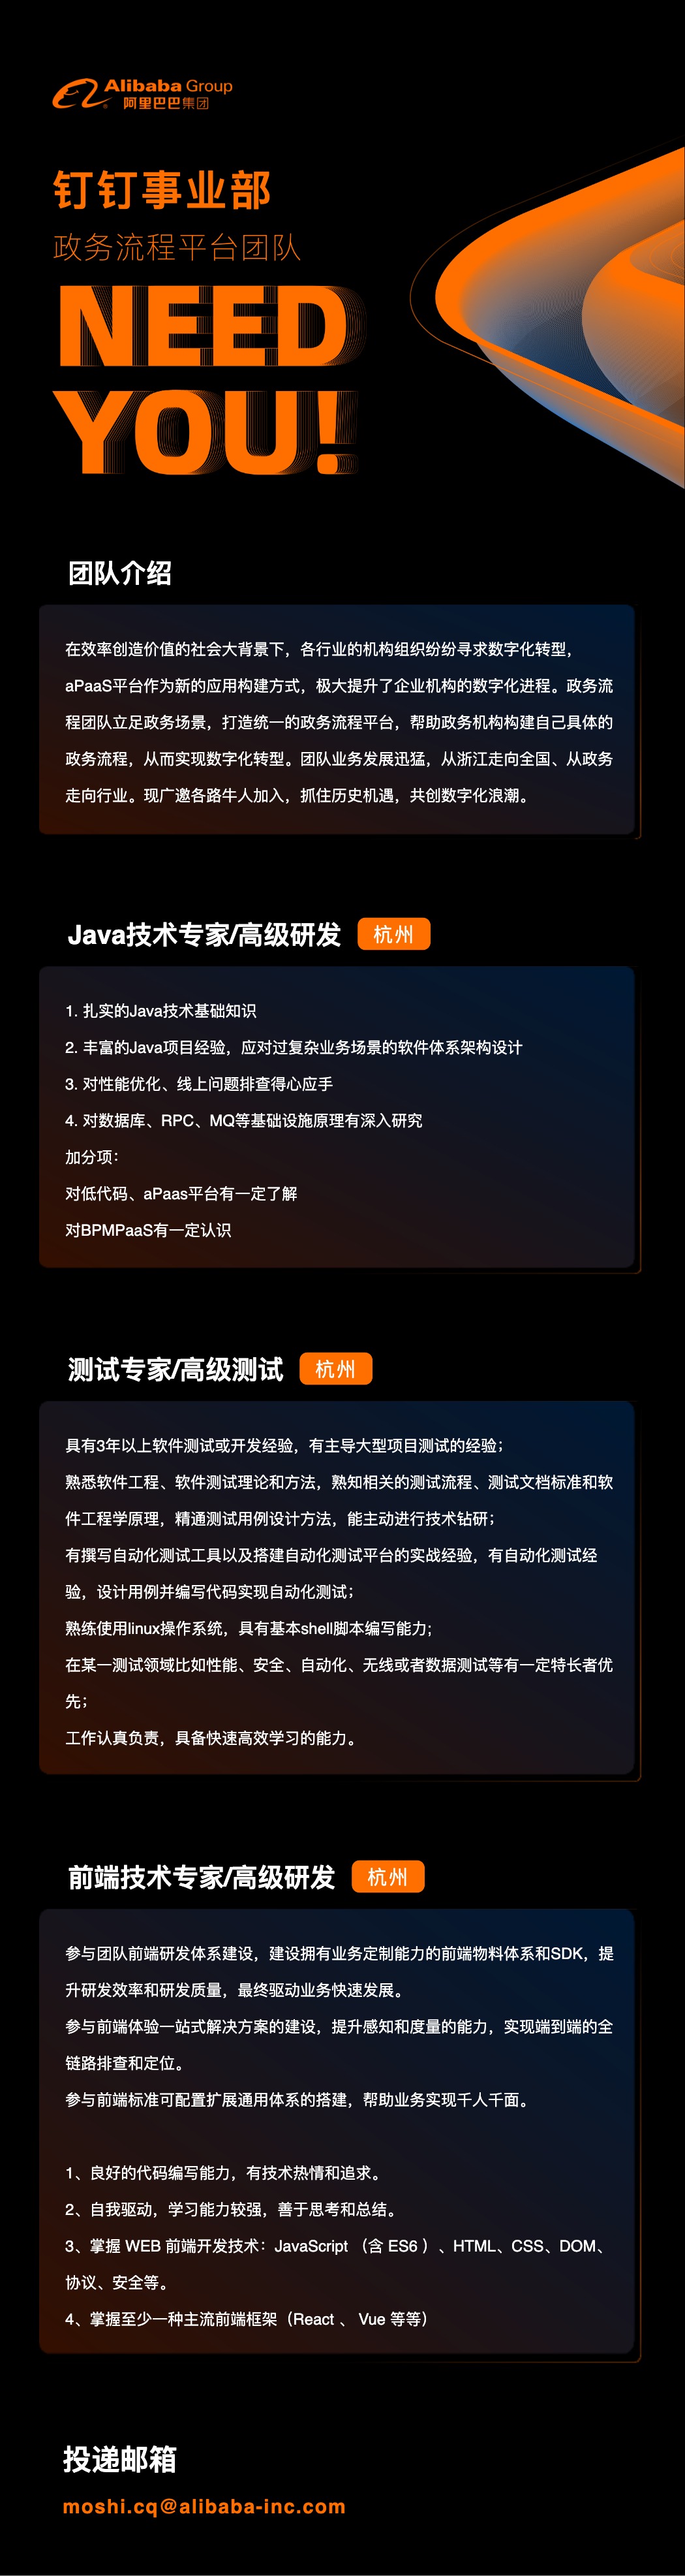 Alibaba Group
阿里巴巴集团
钉钉事业部
政务流程平台团队
NEED
YOU!
团队介绍
在效率创造价值的社会大背景下，各行业的机构组织纷纷寻求数字化转型，
aPaaS平台作为新的应用构建方式，极大提升了企业机构的数字化进程。政务流
程团队立足政务场景，打造统一的政务流程平台，帮助政务机构构建自己具体的
政务流程，从而实现数字化转型。团队业务发展迅猛，从浙江走向全国、从政务
走向行业。现广邀各路牛人加入，抓住历史机遇，共创数字化浪潮。
Java技术专家/高级研发 杭州
1. 扎实的Java技术基础知识
2. 丰富的Java项目经验，应对过复杂业务场景的软件体系架构设计
3. 对性能优化、线上问题排查得心应手
4. 对数据库、RPC、MQ等基础设施原理有深入研究
加分项：
对低代码、aPaas平台有一定了解
对BPMPaaS有一定认识
测试专家/高级测试 杭州
具有3年以上软件测试或开发经验，有主导大型项目测试的经验；
熟悉软件工程、软件测试理论和方法，熟知相关的测试流程、测试文档标准和软
件工程学原理，精通测试用例设计方法，能主动进行技术钻研；
有撰写自动化测试工具以及搭建自动化测试平台的实战经验，有自动化测试经
验，设计用例并编写代码实现自动化测试；
熟练使用linux操作系统，具有基本shell脚本编写能力；
在某一测试领域比如性能、安全、自动化、无线或者数据测试等有一定特长者优
先；
工作认真负责，具备快速高效学习的能力。
前端技术专家/高级研发 杭州
参与团队前端研发体系建设，建设拥有业务定制能力的前端物料体系和SDK，提
升研发效率和研发质量，最终驱动业务快速发展。
参与前端体验一站式解决方案的建设，提升感知和度量的能力，实现端到端的全
链路排查和定位。
参与前端标准可配置扩展通用体系的搭建，帮助业务实现千人千面。
1、良好的代码编写能力，有技术热情和追求。
2、自我驱动，学习能力较强，善于思考和总结。
3、掌握 WEB 前端开发技术：JavaScript （含 ES6 ）、HTML、CSS、DOM、
协议、安全等。
4、掌握至少一种主流前端框架（React 、 Vue 等等）
投递邮箱
moshi.cq@alibaba-inc.com